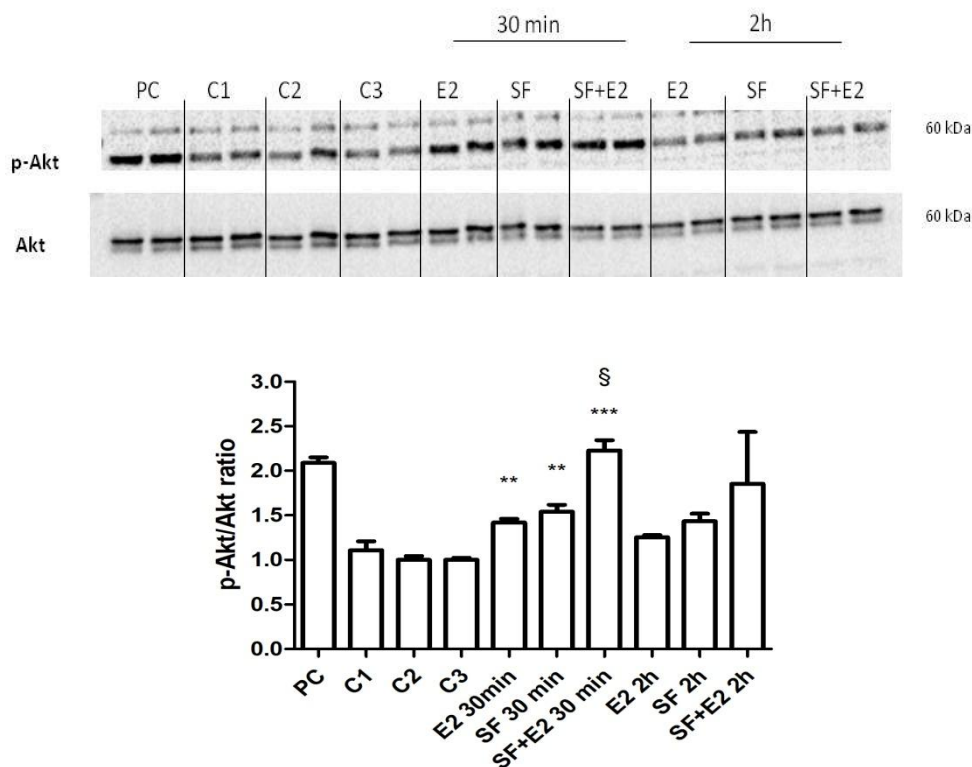 30 min 2h
PC C1 C2 C3 E2 SF SF+E2 E2 SF SF+E2
60 kDa
p-Akt
60 kDa
Akt
§
3.0
2.5
2.0
1.5
1.0
0.5
0.0
p-Akt/Akt ratio
** ** ***
PC
C1
C2
C3
E2 30min
SF 30 min
SF+E2 30 min
E2 2h
SF 2h
SF+E2 2h